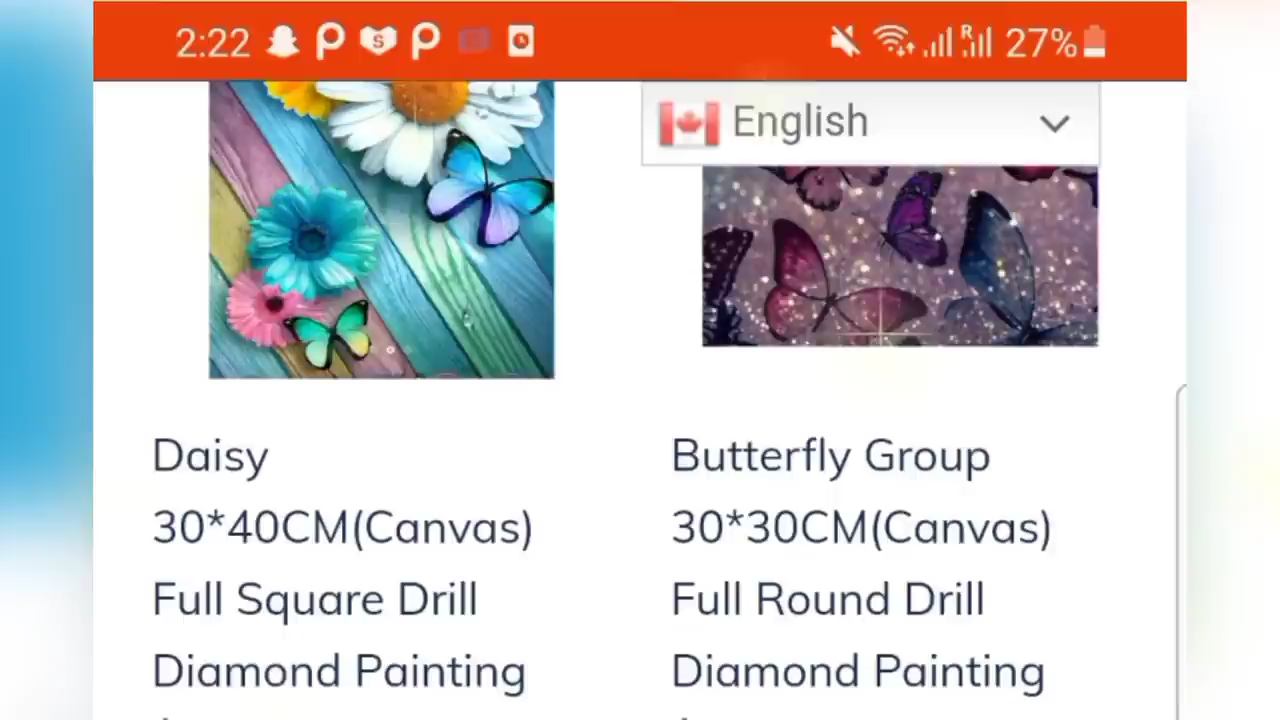 2:22 27%
English
Daisy
30*40CM(Canvas)
Full Square Drill
Diamond Painting
Butterfly Group
30*30CM(Canvas)
Full Round Drill
Diamond Painting